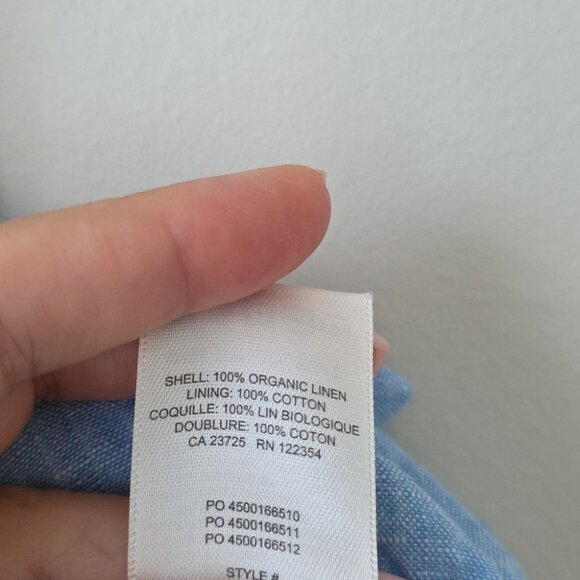 SHELL: 100% ORGANIC LINEN
LINING: 100% COTTON
COQUILLE: 100% LIN BIOLOGIQUE
DOUBLURE: 100% COTON
CA 23725 RN 122354
PO 4500166510
PO 4500166511
PO 4500166512
STYLE #